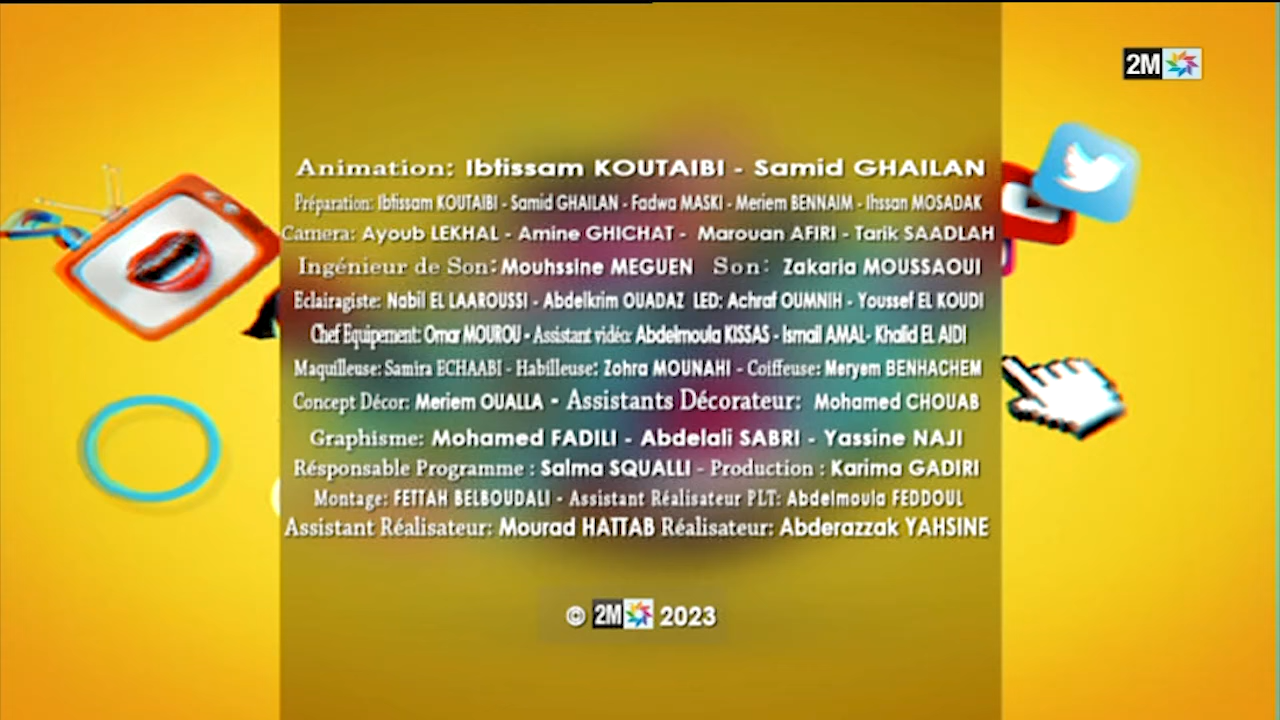 2M
Animation: Ibtissam KOUTAIBI - Samid GHAILAN
Préparation: Ibtissam KOUTAIBI - Samid GHAILAN - Fadwa MASKI - Meriem BENNAIM - Ihssan MOSADAK
Camera: Ayoub LEKHAL - Amine GHICHAT - Marouan AFIRI - Tarik SAADLAH
Ingénieur de Son: Mouhssine MEGUEN Son: Zakaria MOUSSAOUI
Eclairagiste: Nabil EL LAAROUSSI - Abdelkrim OUADAZ LED: Achraf OUMNIH - Youssef EL KOUDI
Chef Equipement: Omar MOUROU - Assistant vidéo: Abdelmoula KISSAS - Ismail AMAL- Khalid EL AIDI
Maquilleuse: Samira ECHAABI - Habilleuse: Zohra MOUNAHI - Coiffeuse: Meryem BENHACHEM
Concept Décor: Meriem OUALLA - Assistants Décorateur: Mohamed CHOUAB
Graphisme: Mohamed FADILI - Abdelali SABRI - Yassine NAJI
Résponsable Programme : Salma SQUALLI - Production : Karima GADIRI
Montage: FETTAH BELBOUDALI - Assistant Réalisateur PLT: Abdelmoula FEDDOUL
Assistant Réalisateur: Mourad HATTAB Réalisateur: Abderazzak YAHSINE
© 2M 2023